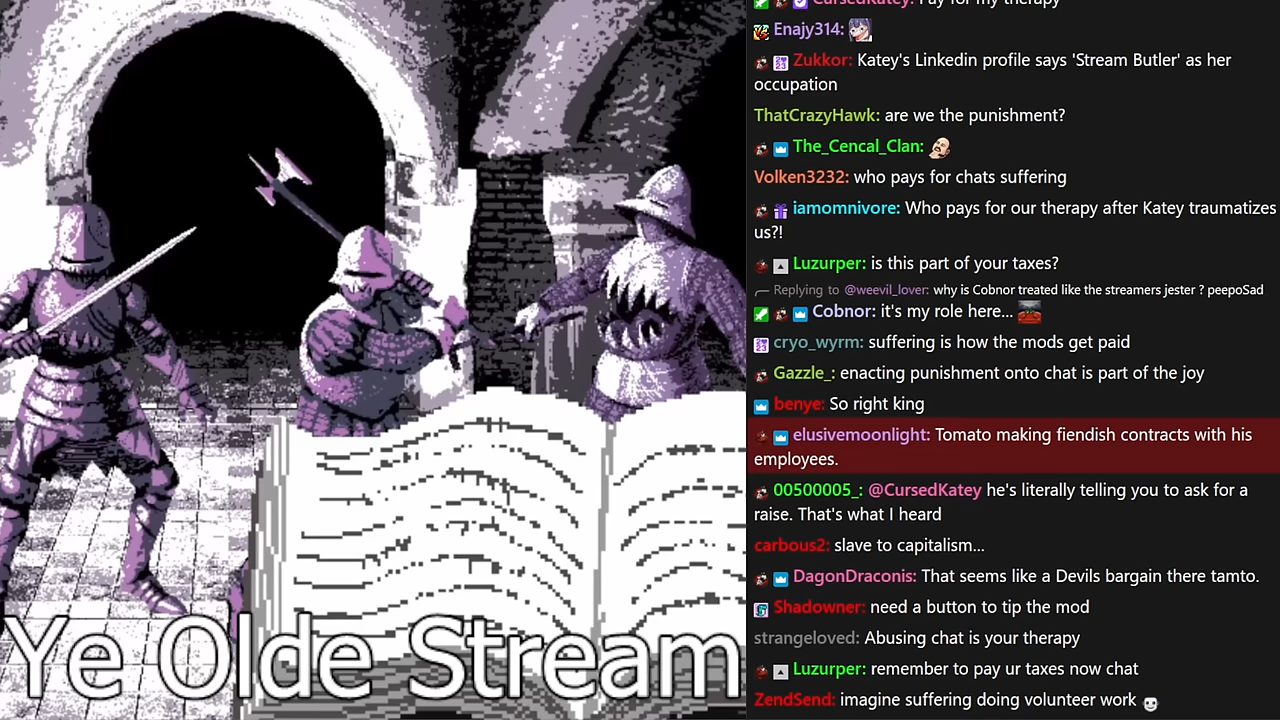 CursedKatey: Pay for my therapy
Enajy314:
Zukkor: Katey's Linkedin profile says 'Stream Butler' as her
occupation
ThatCrazyHawk: are we the punishment?
The_Cencal_Clan:
Volken3232: who pays for chats suffering
iamomnivore: Who pays for our therapy after Katey traumatizes
us?!
Luzurper: is this part of your taxes?
Replying to @weevil_lover: why is Cobnor treated like the streamers jester ? peepoSad
Cobnor: it's my role here...
cryo_wyrm: suffering is how the mods get paid
Gazzle_: enacting punishment onto chat is part of the joy
benye: So right king
elusivemoonlight: Tomato making fiendish contracts with his
employees.
00500005_: @CursedKatey he's literally telling you to ask for a
raise. That's what I heard
carbous2: slave to capitalism...
DagonDraconis: That seems like a Devils bargain there tamto.
Shadowner: need a button to tip the mod
strangeloved: Abusing chat is your therapy
Luzurper: remember to pay ur taxes now chat
ZendSend: imagine suffering doing volunteer work
Ye Olde Stream